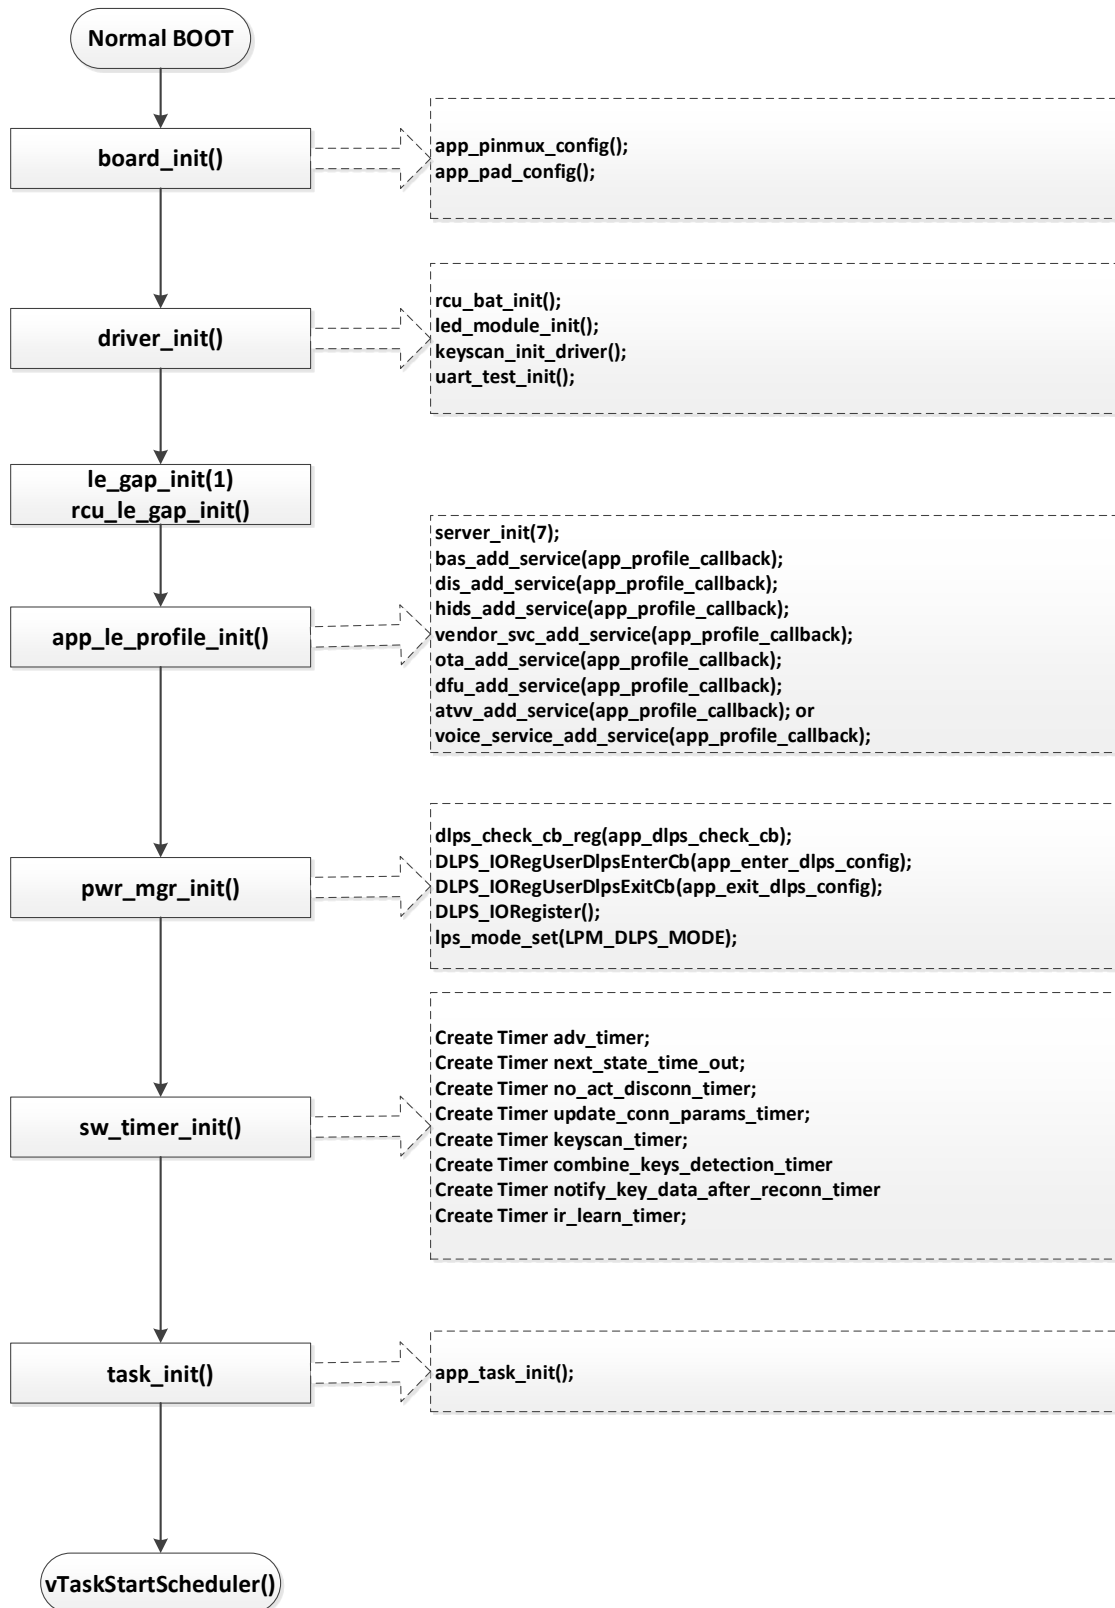 Normal BOOT
board_init()
app_pinmux_config();
app_pad_config();
driver_init()
rcu_bat_init();
led_module_init();
keyscan_init_driver();
uart_test_init();
le_gap_init(1)
rcu_le_gap_init()
app_le_profile_init()
server_init(7);
bas_add_service(app_profile_callback);
dis_add_service(app_profile_callback);
hids_add_service(app_profile_callback);
vendor_svc_add_service(app_profile_callback);
ota_add_service(app_profile_callback);
dfu_add_service(app_profile_callback);
atvv_add_service(app_profile_callback); or
voice_service_add_service(app_profile_callback);
pwr_mgr_init()
dlps_check_cb_reg(app_dlps_check_cb);
DLPS_IORegUserDlpsEnterCb(app_enter_dlps_config);
DLPS_IORegUserDlpsExitCb(app_exit_dlps_config);
DLPS_IORegister();
lps_mode_set(LPM_DLPS_MODE);
sw_timer_init()
Create Timer adv_timer;
Create Timer next_state_time_out;
Create Timer no_act_disconn_timer;
Create Timer update_conn_params_timer;
Create Timer keyscan_timer;
Create Timer combine_keys_detection_timer
Create Timer notify_key_data_after_reconn_timer
Create Timer ir_learn_timer;
task_init()
app_task_init();
vTaskStartScheduler()